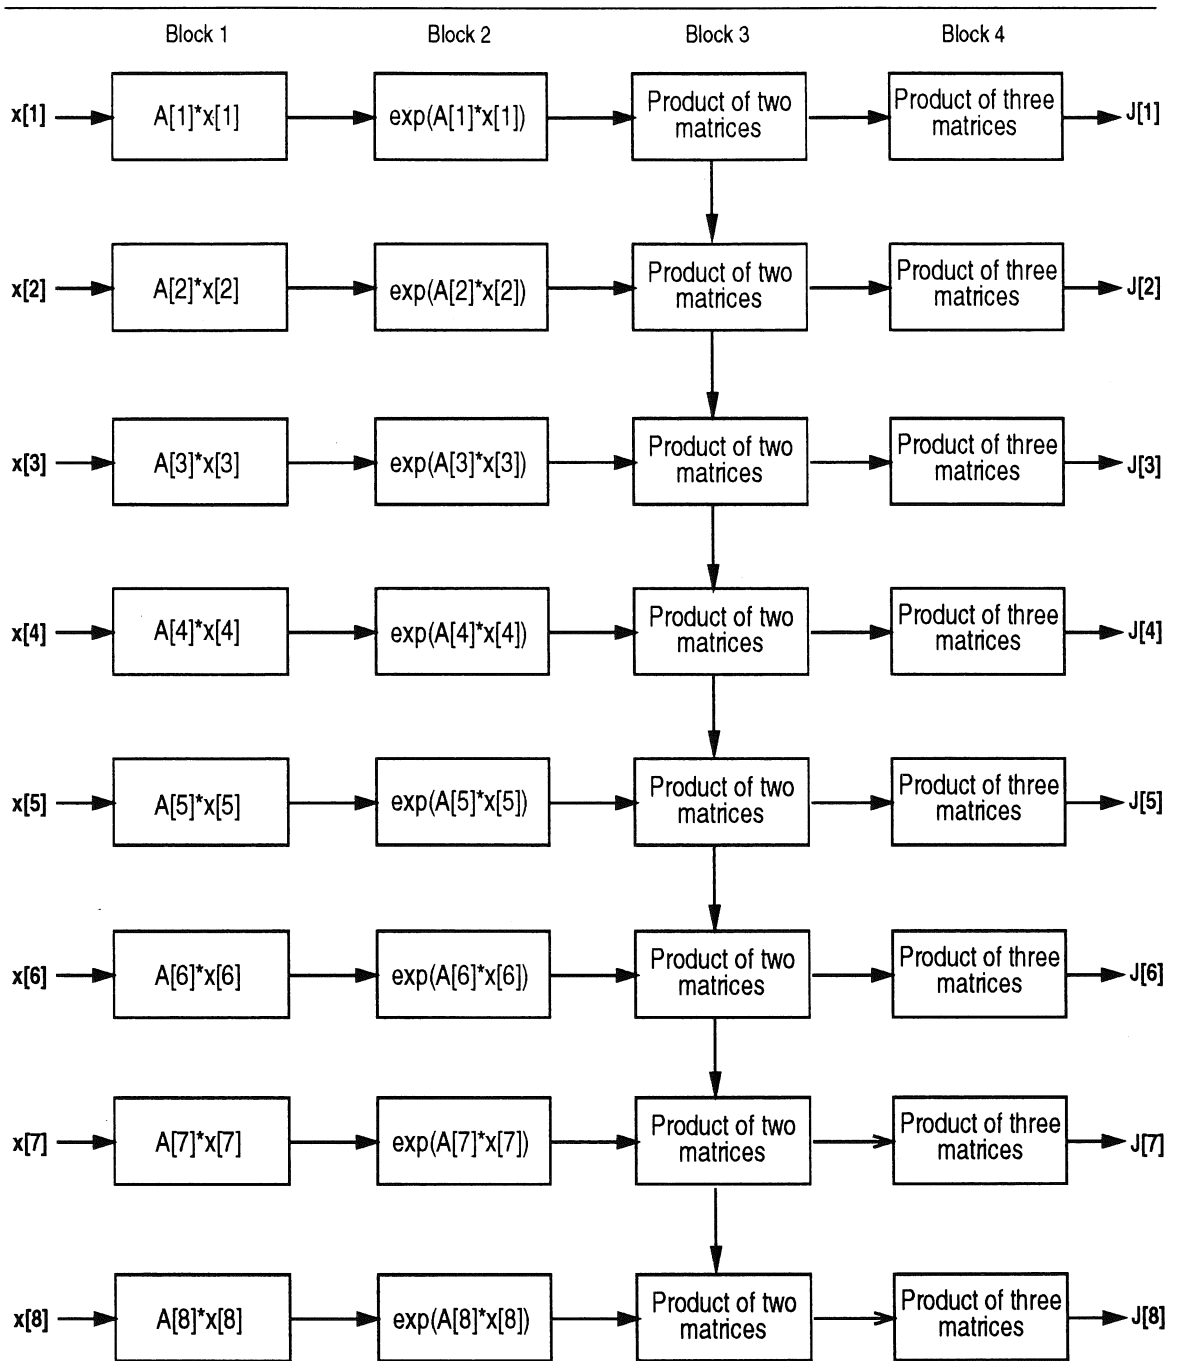 Block 1 Block 2 Block 3 Block 4
x[1] A[1]*x[1] exp(A[1]*x[1]) Product of two matrices Product of three matrices J[1]
x[2] A[2]*x[2] exp(A[2]*x[2]) Product of two matrices Product of three matrices J[2]
x[3] A[3]*x[3] exp(A[3]*x[3]) Product of two matrices Product of three matrices J[3]
x[4] A[4]*x[4] exp(A[4]*x[4]) Product of two matrices Product of three matrices J[4]
x[5] A[5]*x[5] exp(A[5]*x[5]) Product of two matrices Product of three matrices J[5]
x[6] A[6]*x[6] exp(A[6]*x[6]) Product of two matrices Product of three matrices J[6]
x[7] A[7]*x[7] exp(A[7]*x[7]) Product of two matrices Product of three matrices J[7]
x[8] A[8]*x[8] exp(A[8]*x[8]) Product of two matrices Product of three matrices J[8]